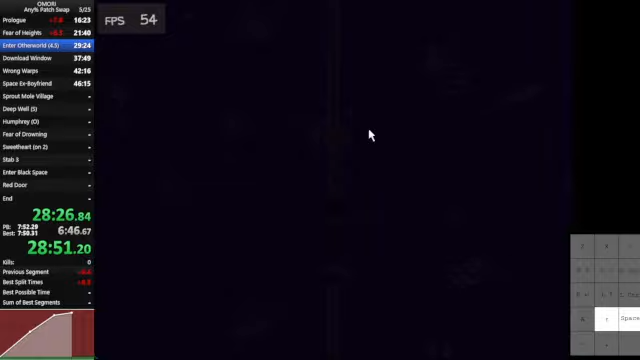 OMORI
Any% Patch Swap 5/25
Prologue 16:23
Fear of Heights 21:40
Enter Otherworld (4.5) 29:24
Download Window 37:49
Wrong Warps 42:16
Space Ex-Boyfriend 46:15
Sprout Mole Village -
Deep Well (5) -
Humphrey (O) -
Fear of Drowning -
Sweetheart (on 2) -
Stab 3 -
Enter Black Space -
Red Door -
End -
28:26.84
PB: 7:52.29
Best: 7:50.31
6:46.67
28:51.20
Kills: 0
Previous Segment
Best Split Times
Best Possible Time -
Sum of Best Segments -
FPS 54
Space